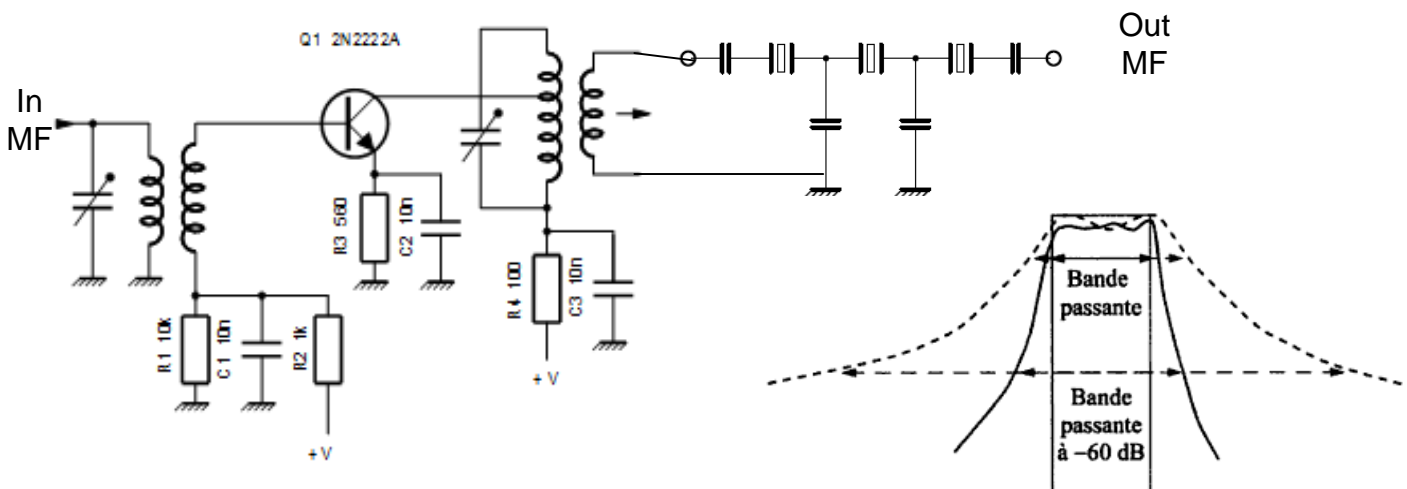 Q1 2N2222A
Out
MF
In
MF
R3 560
C2 10n
R1 10k
C1 10n
R2 1k
+V
R4 100
C3 10n
+V
Bande
passante
Bande
passante
à –60 dB